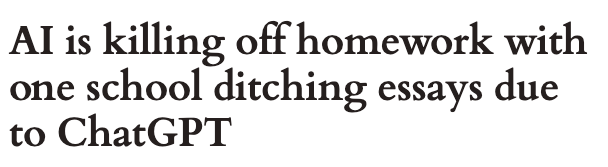 AI is killing off homework with
one school ditching essays due
to ChatGPT